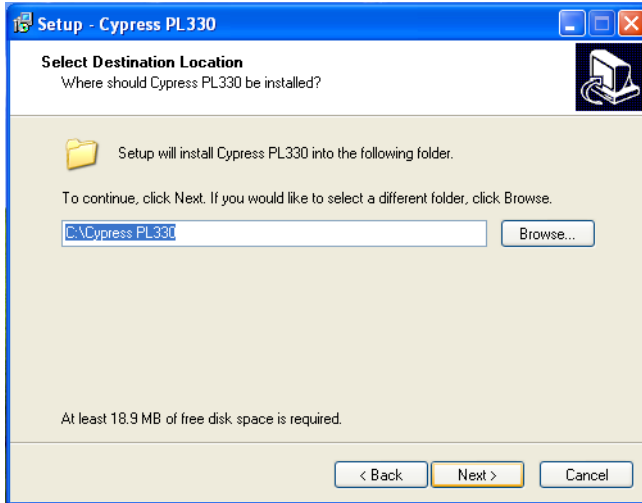 Setup - Cypress PL330
Select Destination Location
Where should Cypress PL330 be installed?
Setup will install Cypress PL330 into the following folder.
To continue, click Next. If you would like to select a different folder, click Browse.
C:\Cypress PL330
Browse...
At least 18.9 MB of free disk space is required.
< Back
Next >
Cancel